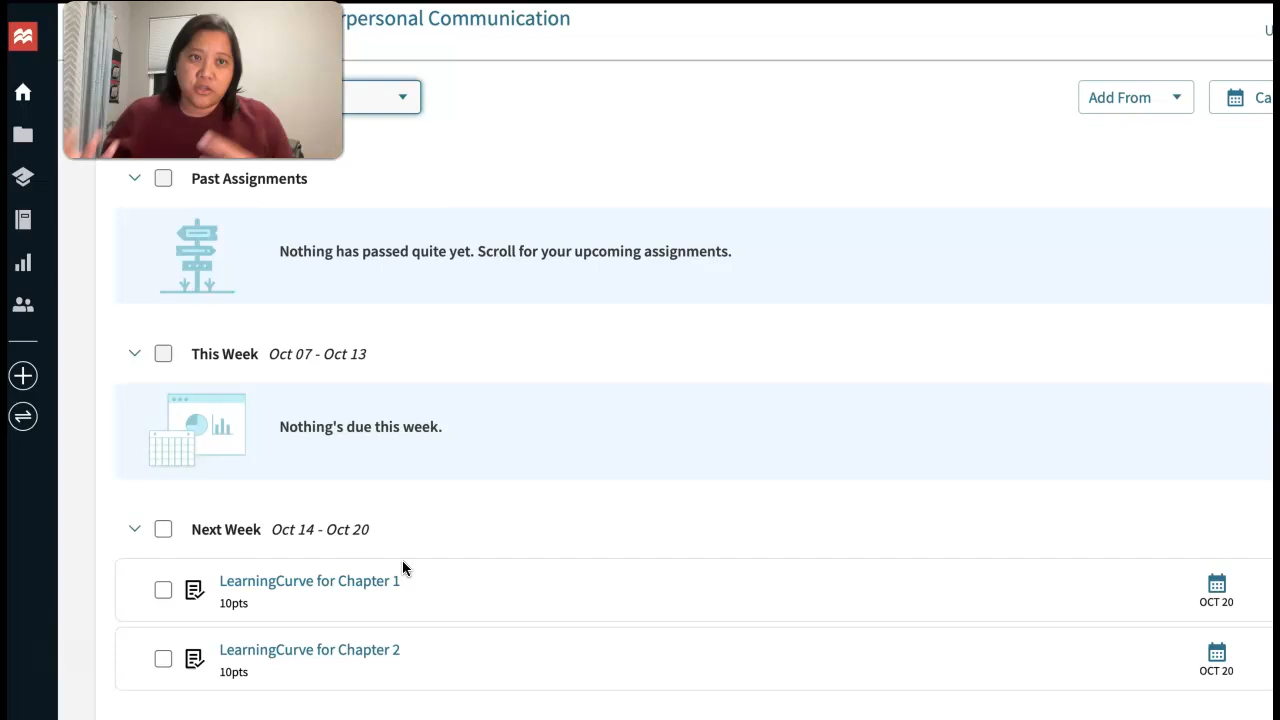 rpersonal Communication
Add From
Ca
Past Assignments
Nothing has passed quite yet. Scroll for your upcoming assignments.
This Week Oct 07 - Oct 13
Nothing's due this week.
Next Week Oct 14 - Oct 20
LearningCurve for Chapter 1
10pts
OCT 20
LearningCurve for Chapter 2
10pts
OCT 20